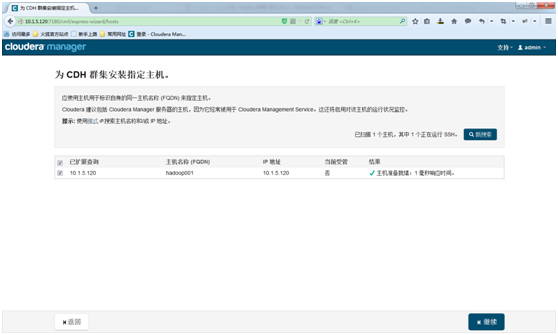 为 CDH 群集安装指定主机...
10.1.5.120:7180/cmf/express-wizard/hosts
百度 <Ctrl+K>
访问最多 火狐官方站点 新手上路 常用网址 登录 - Cloudera Man...
cloudera manager 支持 admin
为 CDH 群集安装指定主机。
应使用主机用于标识自身的同一主机名称 (FQDN) 来指定主机。
Cloudera 建议包括 Cloudera Manager 服务器的主机，因为它经常被用于 Cloudera Management Service。这还将启用对该主机的运行状况监控。
提示: 使用模式 IP搜索主机名称和/或 IP 地址。
已扫描 1 个主机，其中 1 个正在运行 SSH。 新搜索
已扩展查询 主机名称 (FQDN) IP 地址 当前受管 结果
10.1.5.120 hadoop001 10.1.5.120 否 主机准备就绪：1 毫秒响应时间。
返回 继续